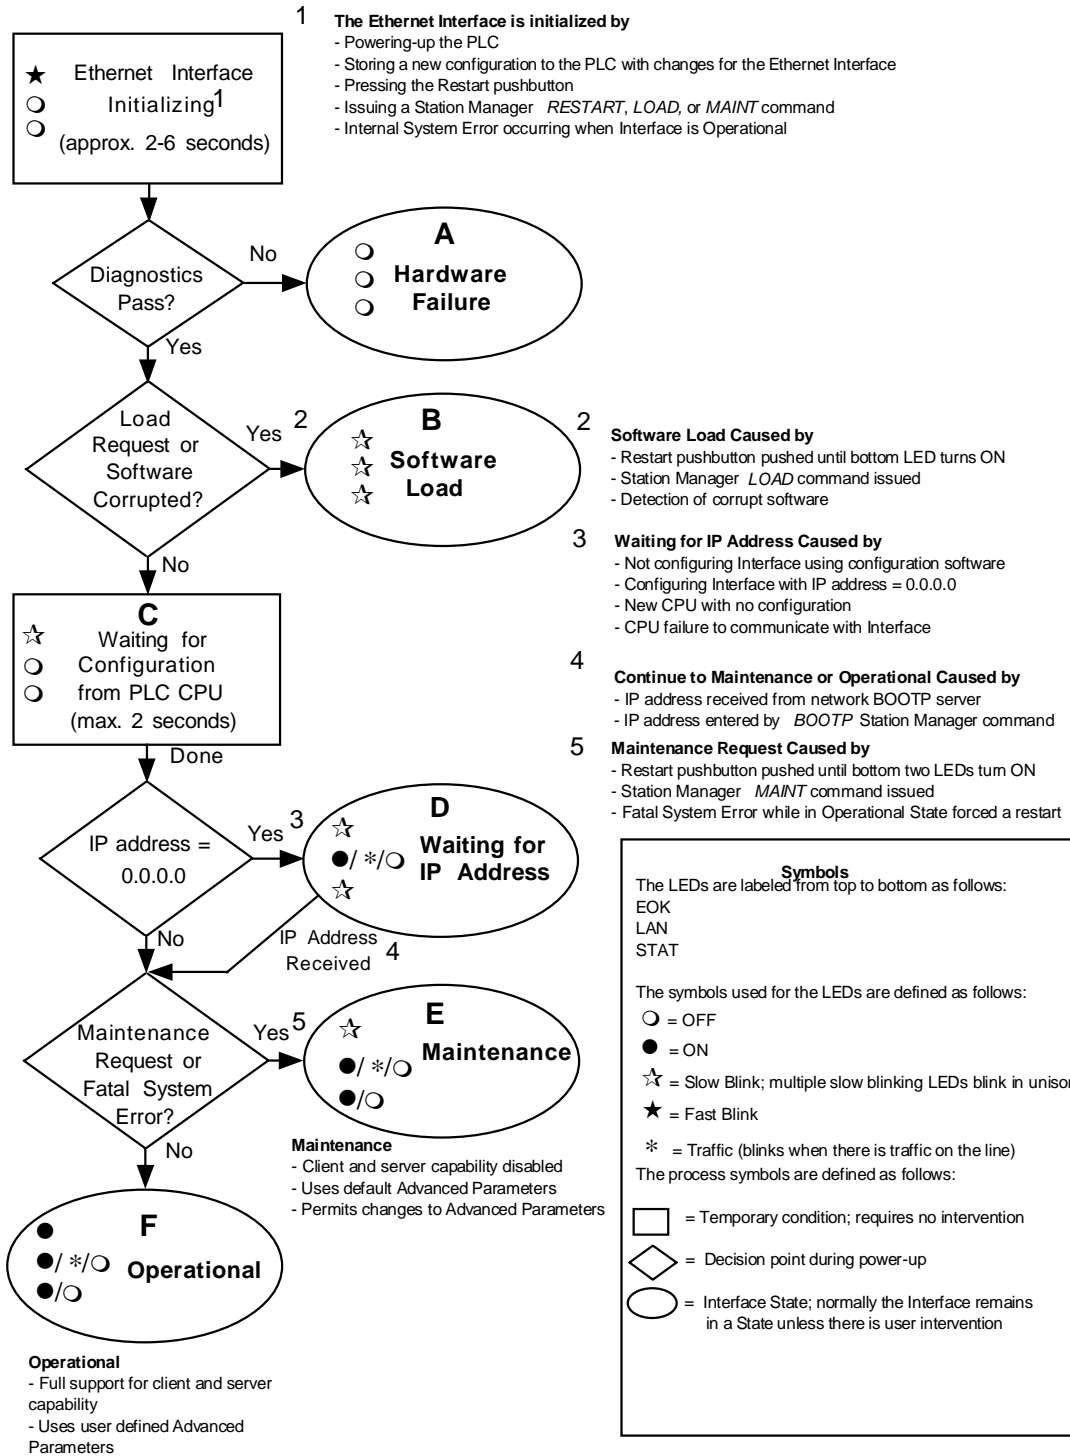 1
The Ethernet Interface is initialized by
- Powering-up the PLC
- Storing a new configuration to the PLC with changes for the Ethernet Interface
- Pressing the Restart pushbutton
- Issuing a Station Manager RESTART, LOAD, or MAINT command
- Internal System Error occurring when Interface is Operational
Ethernet Interface
Initializing 1
(approx. 2-6 seconds)
Diagnostics
Pass?
No
A
Hardware
Failure
Yes
Load
Request or
Software
Corrupted?
Yes 2
B
Software
Load
2
Software Load Caused by
- Restart pushbutton pushed until bottom LED turns ON
- Station Manager LOAD command issued
- Detection of corrupt software
No
3
Waiting for IP Address Caused by
- Not configuring Interface using configuration software
- Configuring Interface with IP address = 0.0.0.0
- New CPU with no configuration
- CPU failure to communicate with Interface
C
Waiting for
Configuration
from PLC CPU
(max. 2 seconds)
4
Continue to Maintenance or Operational Caused by
- IP address received from network BOOTP server
- IP address entered by BOOTP Station Manager command
Done
5
Maintenance Request Caused by
- Restart pushbutton pushed until bottom two LEDs turn ON
- Station Manager MAINT command issued
- Fatal System Error while in Operational State forced a restart
IP address =
0.0.0.0
Yes 3
D
Waiting for
IP Address
/ */
No
IP Address
Received 4
Maintenance
Request or
Fatal System
Error?
Yes 5
E
Maintenance
/ */
/
No
Maintenance
- Client and server capability disabled
- Uses default Advanced Parameters
- Permits changes to Advanced Parameters
F
Operational
/ */
/
Operational
- Full support for client and server
capability
- Uses user defined Advanced
Parameters
Symbols
The LEDs are labeled from top to bottom as follows:
EOK
LAN
STAT
The symbols used for the LEDs are defined as follows:
= OFF
= ON
= Slow Blink; multiple slow blinking LEDs blink in unison
= Fast Blink
* = Traffic (blinks when there is traffic on the line)
The process symbols are defined as follows:
= Temporary condition; requires no intervention
= Decision point during power-up
= Interface State; normally the Interface remains
in a State unless there is user intervention